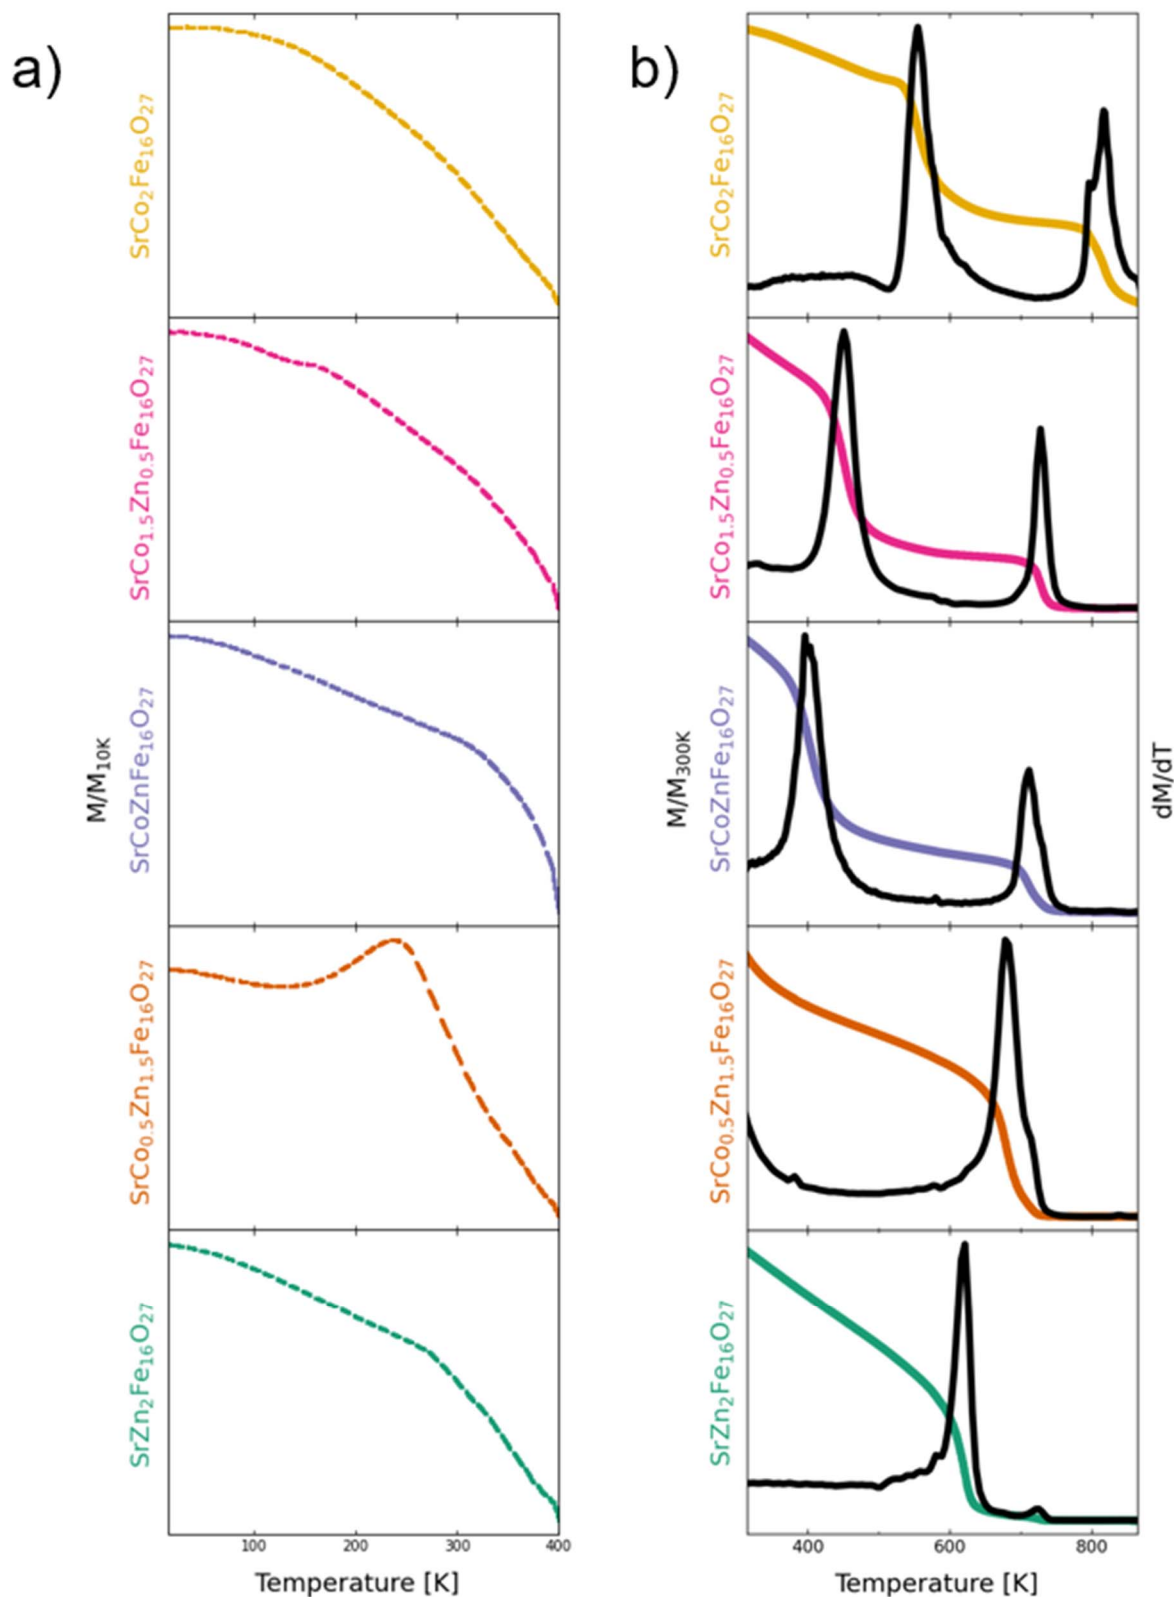 a)
b)
SrCo₂Fe₁₆O₂₇
SrCo₂Fe₁₆O₂₇
SrCo₁.₅Zn₀.₅Fe₁₆O₂₇
SrCo₁.₅Zn₀.₅Fe₁₆O₂₇
M/M₁₀K
SrCoZnFe₁₆O₂₇
M/M₃₀₀K
SrCoZnFe₁₆O₂₇
dM/dT
SrCo₀.₅Zn₁.₅Fe₁₆O₂₇
SrCo₀.₅Zn₁.₅Fe₁₆O₂₇
SrZn₂Fe₁₆O₂₇
SrZn₂Fe₁₆O₂₇
100 200 300 400
400 600 800
Temperature [K]
Temperature [K]